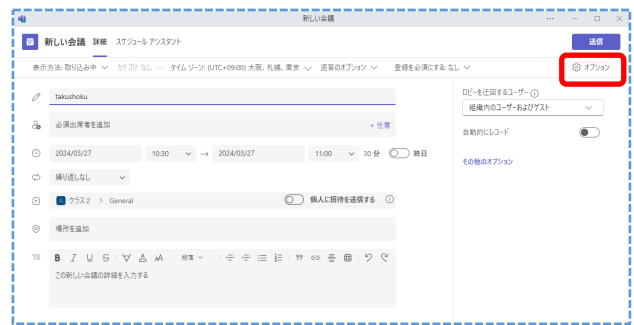 新しい会議
新しい会議 詳細 スケジュール アシスタント 送信
表示方法: 取り込み中 カテゴリ: なし タイム ゾーン: (UTC+09:00) 大阪、札幌、東京 返答のオプション 登録を必須にする: なし オプション
takushoku
必須出席者を追加 + 任意
2024/03/27 10:30 → 2024/03/27 11:00 30 分 終日
繰り返しなし
クラス 2 > General 個人に招待を送信する
場所を追加
B I U S A AA 段落
この新しい会議の詳細を入力する
ロビーを迂回するユーザー
組織内のユーザーおよびゲスト
自動的にレコード
その他のオプション